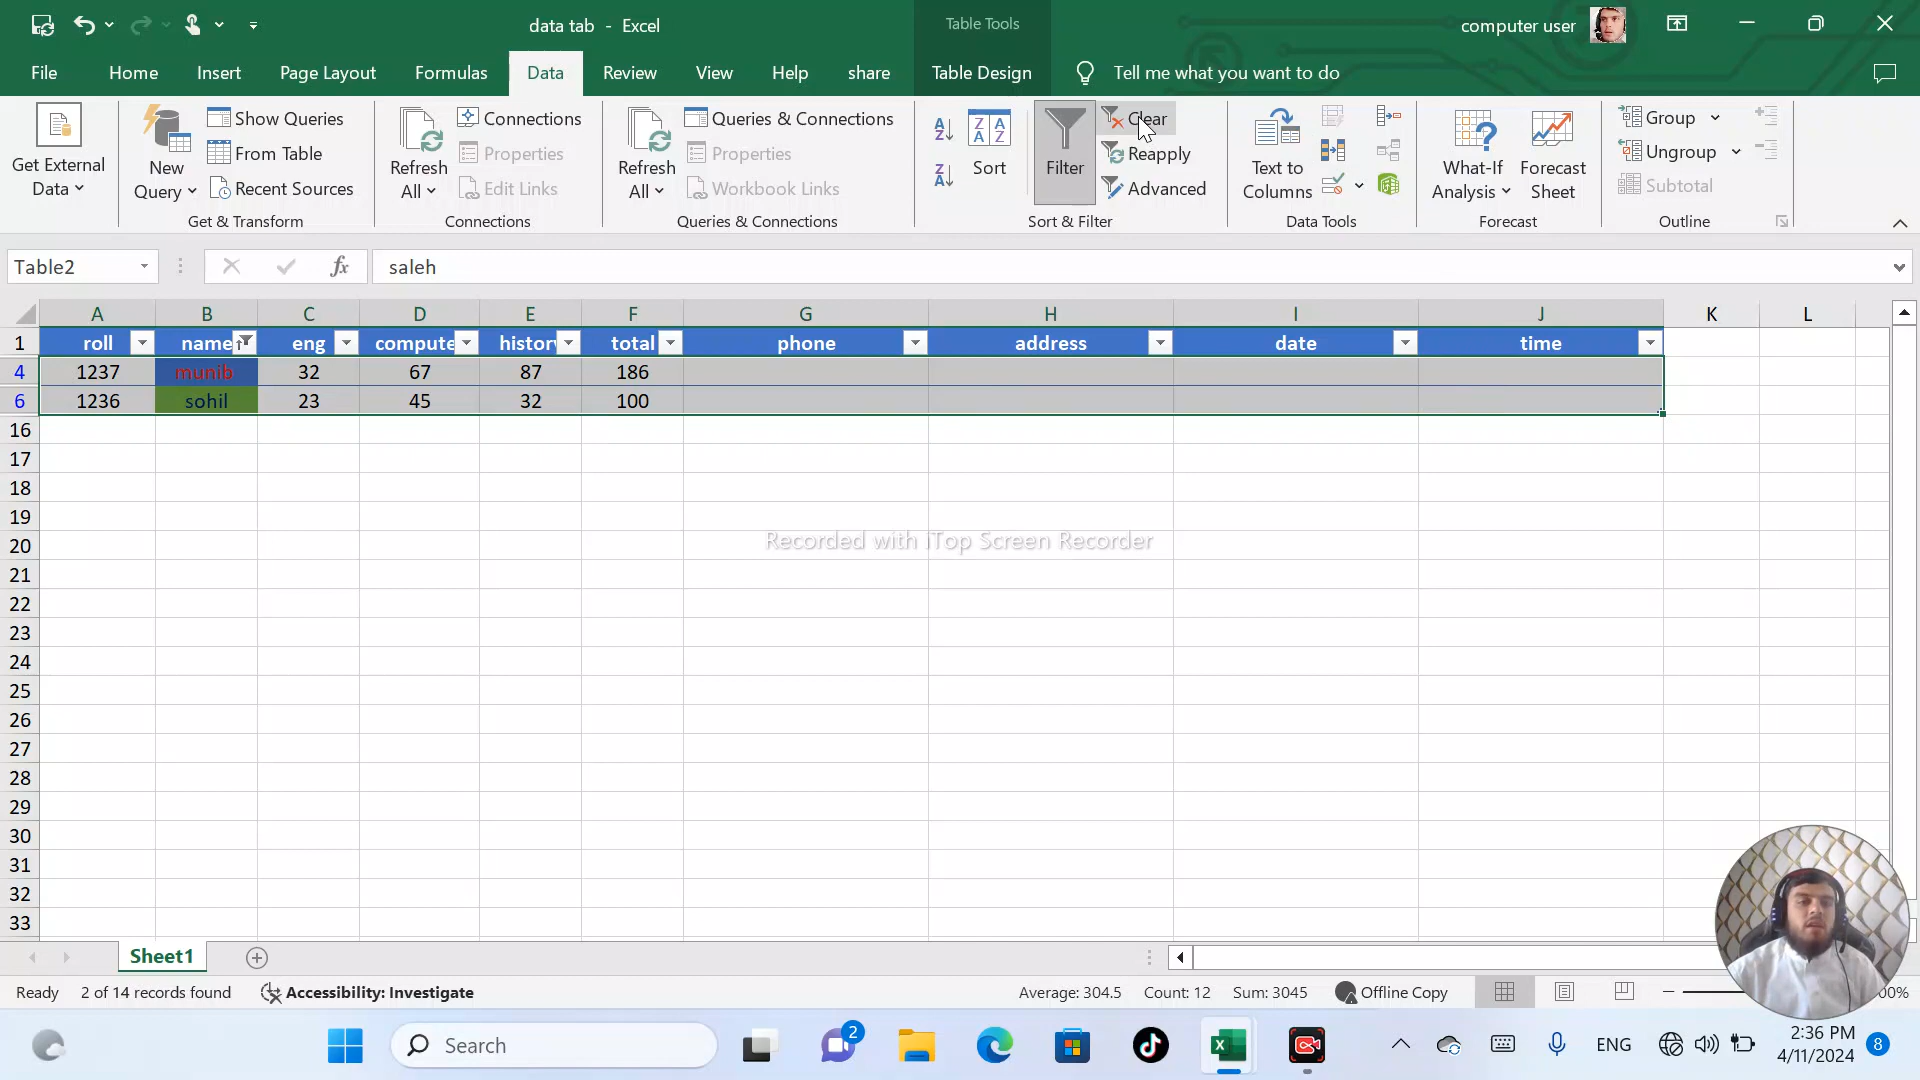 data tab - Excel
Table Tools
computer user
File
Home
Insert
Page Layout
Formulas
Data
Review
View
Help
share
Table Design
Tell me what you want to do
Get External
Data
New
Query
Show Queries
From Table
Recent Sources
Get & Transform
Refresh
All
Connections
Properties
Edit Links
Connections
Refresh
All
Queries & Connections
Properties
Workbook Links
Queries & Connections
Sort
Filter
Clear
Reapply
Advanced
Sort & Filter
Text to
Columns
Data Tools
What-If
Analysis
Forecast
Sheet
Forecast
Group
Ungroup
Subtotal
Outline
Table2
fx
saleh
A B C D E F G H I J K L
1 roll name eng compute histor total phone address date time
4 1237 munib 32 67 87 186
6 1236 sohil 23 45 32 100
16
17
18
19
20
21
22
23
24
25
26
27
28
29
30
31
32
33
Recorded with iTop Screen Recorder
Sheet1
Ready
2 of 14 records found
Accessibility: Investigate
Average: 304.5
Count: 12
Sum: 3045
Offline Copy
00%
Search
2
ENG
2:36 PM
4/11/2024
8